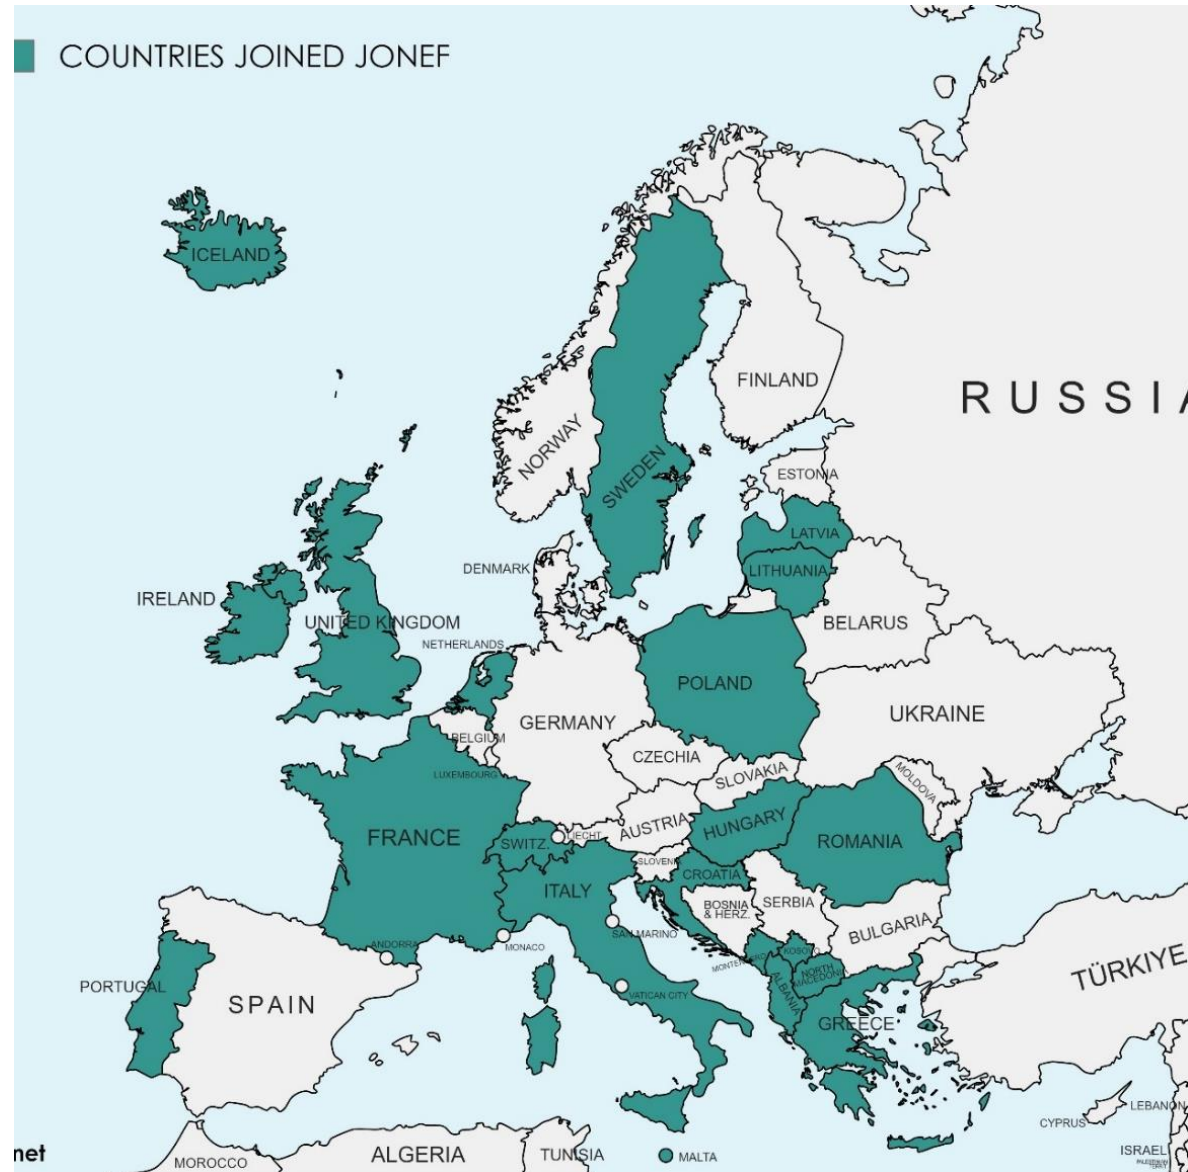 COUNTRIES JOINED JONEF
ICELAND
FINLAND
RUSSIA
NORWAY
SWEDEN
ESTONIA
LATVIA
DENMARK
LITHUANIA
IRELAND
UNITED KINGDOM
BELARUS
NETHERLANDS
POLAND
GERMANY
UKRAINE
BELGIUM
CZECHIA
LUXEMBOURG
SLOVAKIA
MOLDOVA
FRANCE
SWITZ.
LIECHT.
AUSTRIA
HUNGARY
ROMANIA
SLOVENI
CROATIA
ITALY
BOSNIA
& HERZ.
SERBIA
BULGARIA
SAN MARINO
ANDORRA
MONACO
MONTENEGRO
KOSOVO
NORTH
MACEDONIA
ALBANIA
TÜRKIYE
PORTUGAL
SPAIN
VATICAN CITY
GREECE
CYPRUS
LEBANON
net
MOROCCO
ALGERIA
TUNISIA
MALTA
ISRAEL